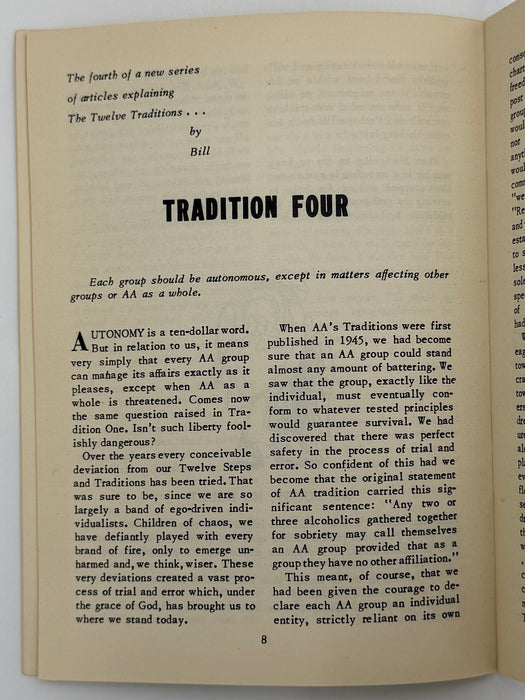 The fourth of a new series
of articles explaining
The Twelve Traditions . . .
by
Bill
TRADITION FOUR
Each group should be autonomous, except in matters affecting other
groups or AA as a whole.
AUTONOMY is a ten-dollar word.
But in relation to us, it means
very simply that every AA group
can manage its affairs exactly as it
pleases, except when AA as a
whole is threatened. Comes now
the same question raised in Tra-
dition One. Isn't such liberty fool-
ishly dangerous?
Over the years every conceivable
deviation from our Twelve Steps
and Traditions has been tried. That
was sure to be, since we are so
largely a band of ego-driven indi-
vidualists. Children of chaos, we
have defiantly played with every
brand of fire, only to emerge un-
harmed and, we think, wiser. These
very deviations created a vast pro-
cess of trial and error which, under
the grace of God, has brought us to
where we stand today.
When AA's Traditions were first
published in 1945, we had become
sure that an AA group could stand
almost any amount of battering. We
saw that the group, exactly like the
individual, must eventually con-
form to whatever tested principles
would guarantee survival. We had
discovered that there was perfect
safety in the process of trial and
error. So confident of this had we
become that the original statement
of AA tradition carried this sig-
nificant sentence: "Any two or
three alcoholics gathered together
for sobriety may call themselves
an AA group provided that as a
group they have no other affiliation."
This meant, of course, that we
had been given the courage to de-
clare each AA group an individual
entity, strictly reliant on its own
8